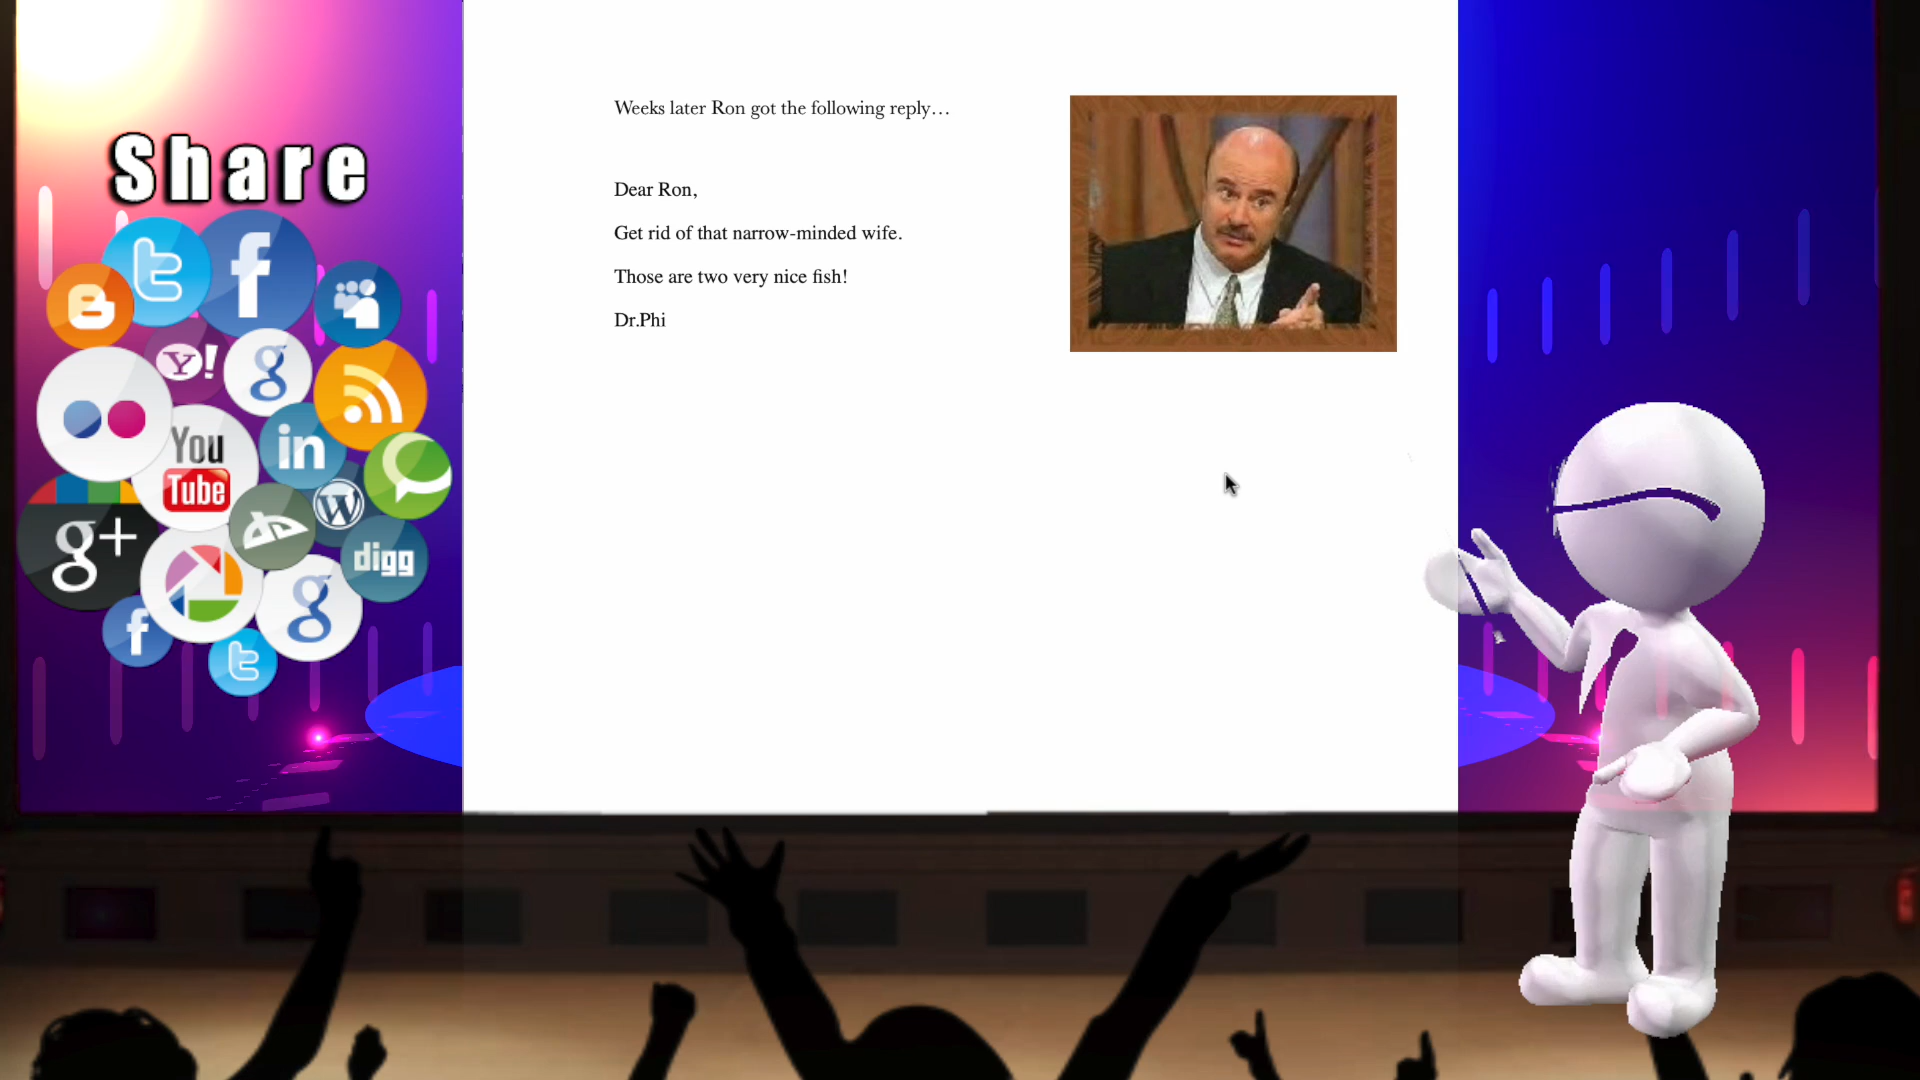 Share
Weeks later Ron got the following reply…
Dear Ron,
Get rid of that narrow-minded wife.
Those are two very nice fish!
Dr.Phi
t
f
B
Y!
g
You
Tube
in
W
g+
digg
g
f
t